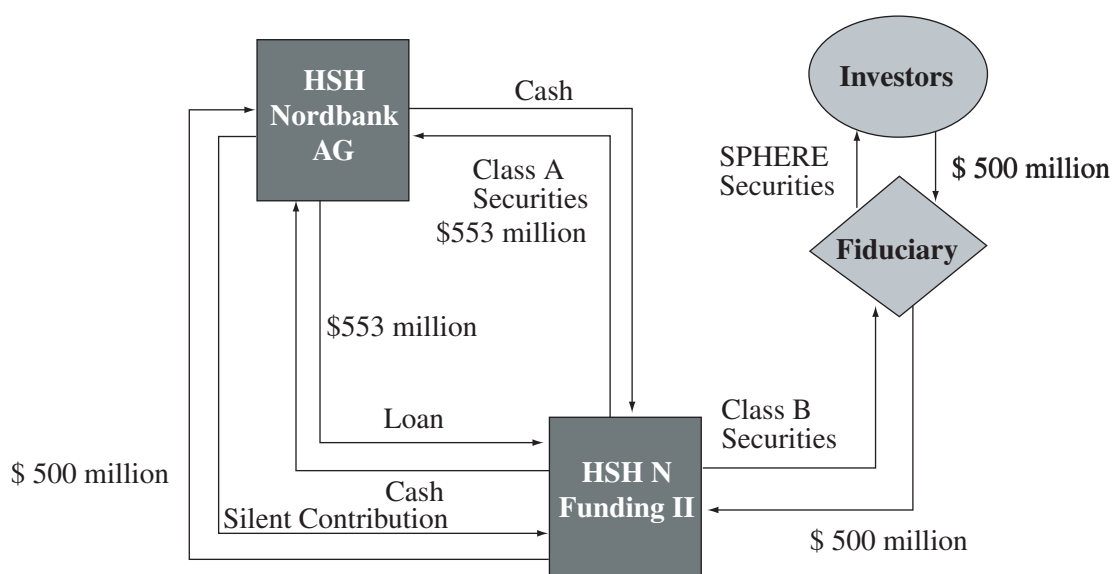 HSH
Nordbank
AG
Cash
Investors
SPHERE
Securities
$ 500 million
Class A
Securities
$553 million
Fiduciary
$553 million
Loan
Class B
Securities
$ 500 million
Cash
Silent Contribution
HSH N
Funding II
$ 500 million